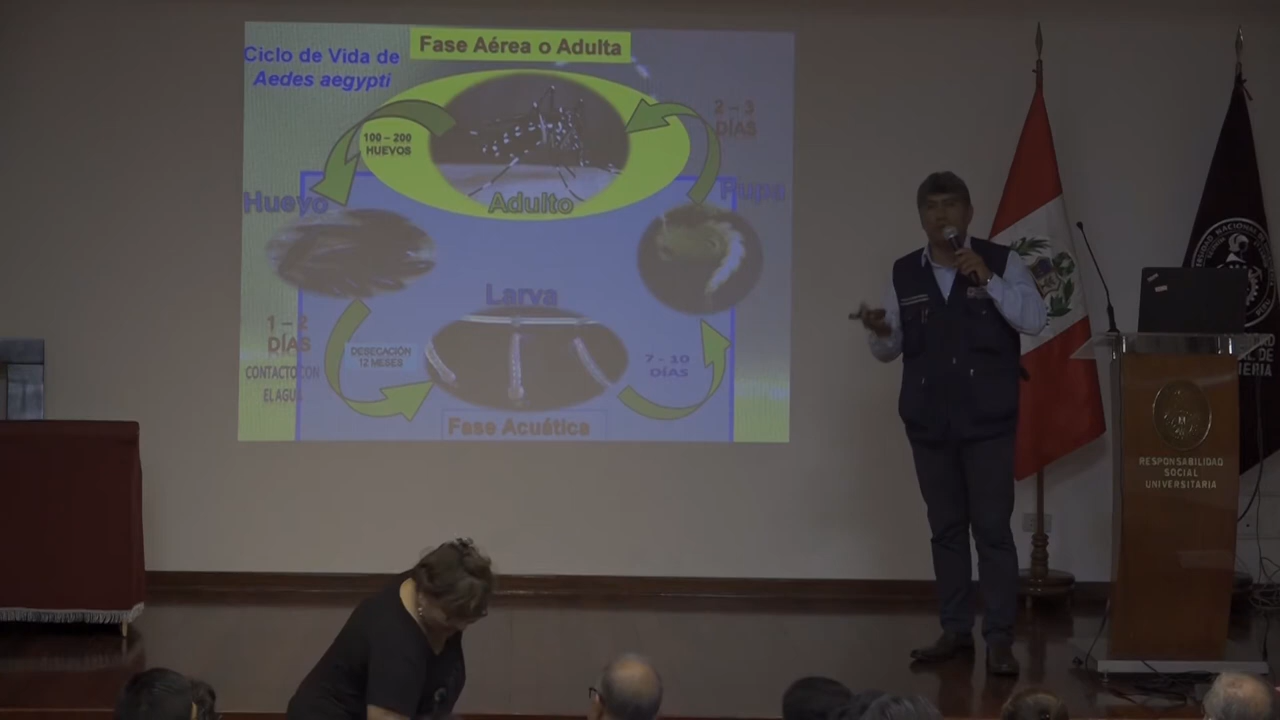 Ciclo de Vida de
Aedes aegypti
Fase Aérea o Adulta
100 – 200
HUEVOS
2 – 3
DÍAS
Huevo
Adulto
Pupa
Larva
1 – 2
DÍAS
CONTACTO CON
EL AGUA
DESECACIÓN
12 MESES
7 – 10
DÍAS
Fase Acuática
RESPONSABILIDAD
SOCIAL
UNIVERSITARIA